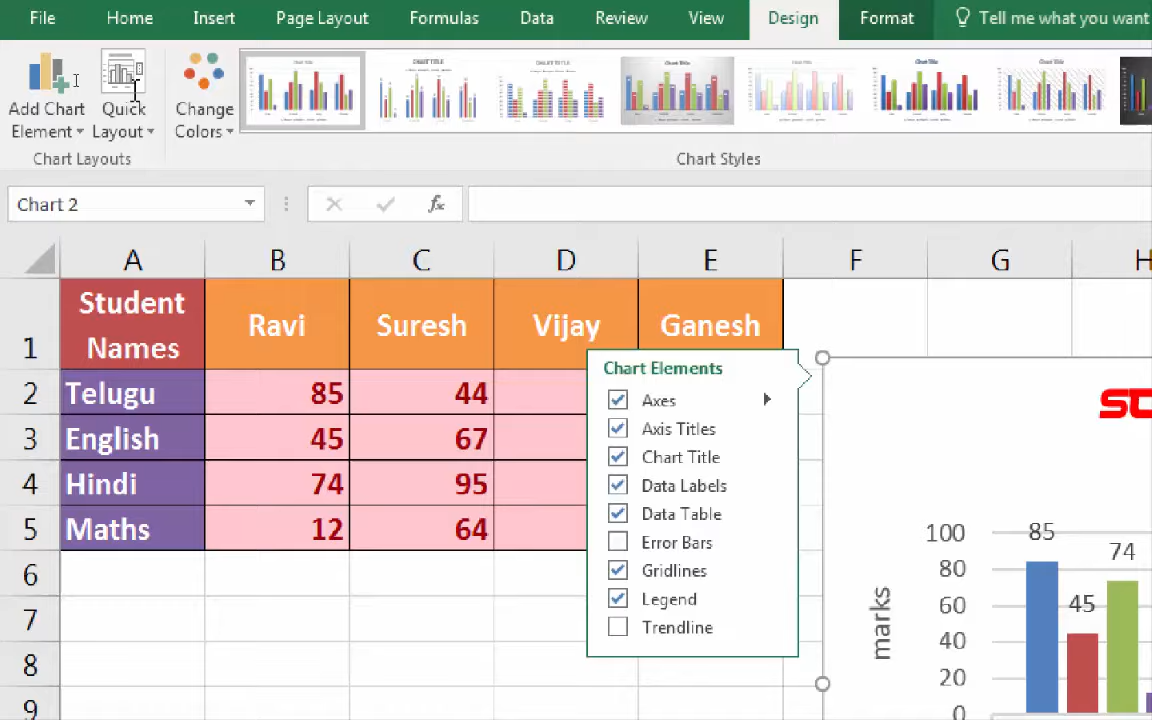 File Home Insert Page Layout Formulas Data Review View Design Format Tell me what you want
Add Chart Element
Quick Layout
Change Colors
Chart Layouts
Chart Styles
Chart 2
fx
A B C D E F G H
1 Student Names Ravi Suresh Vijay Ganesh
2 Telugu 85 44
3 English 45 67
4 Hindi 74 95
5 Maths 12 64
6
7
8
9
Chart Elements
Axes
Axis Titles
Chart Title
Data Labels
Data Table
Error Bars
Gridlines
Legend
Trendline
100
80
60
40
20
0
marks
85
45
74